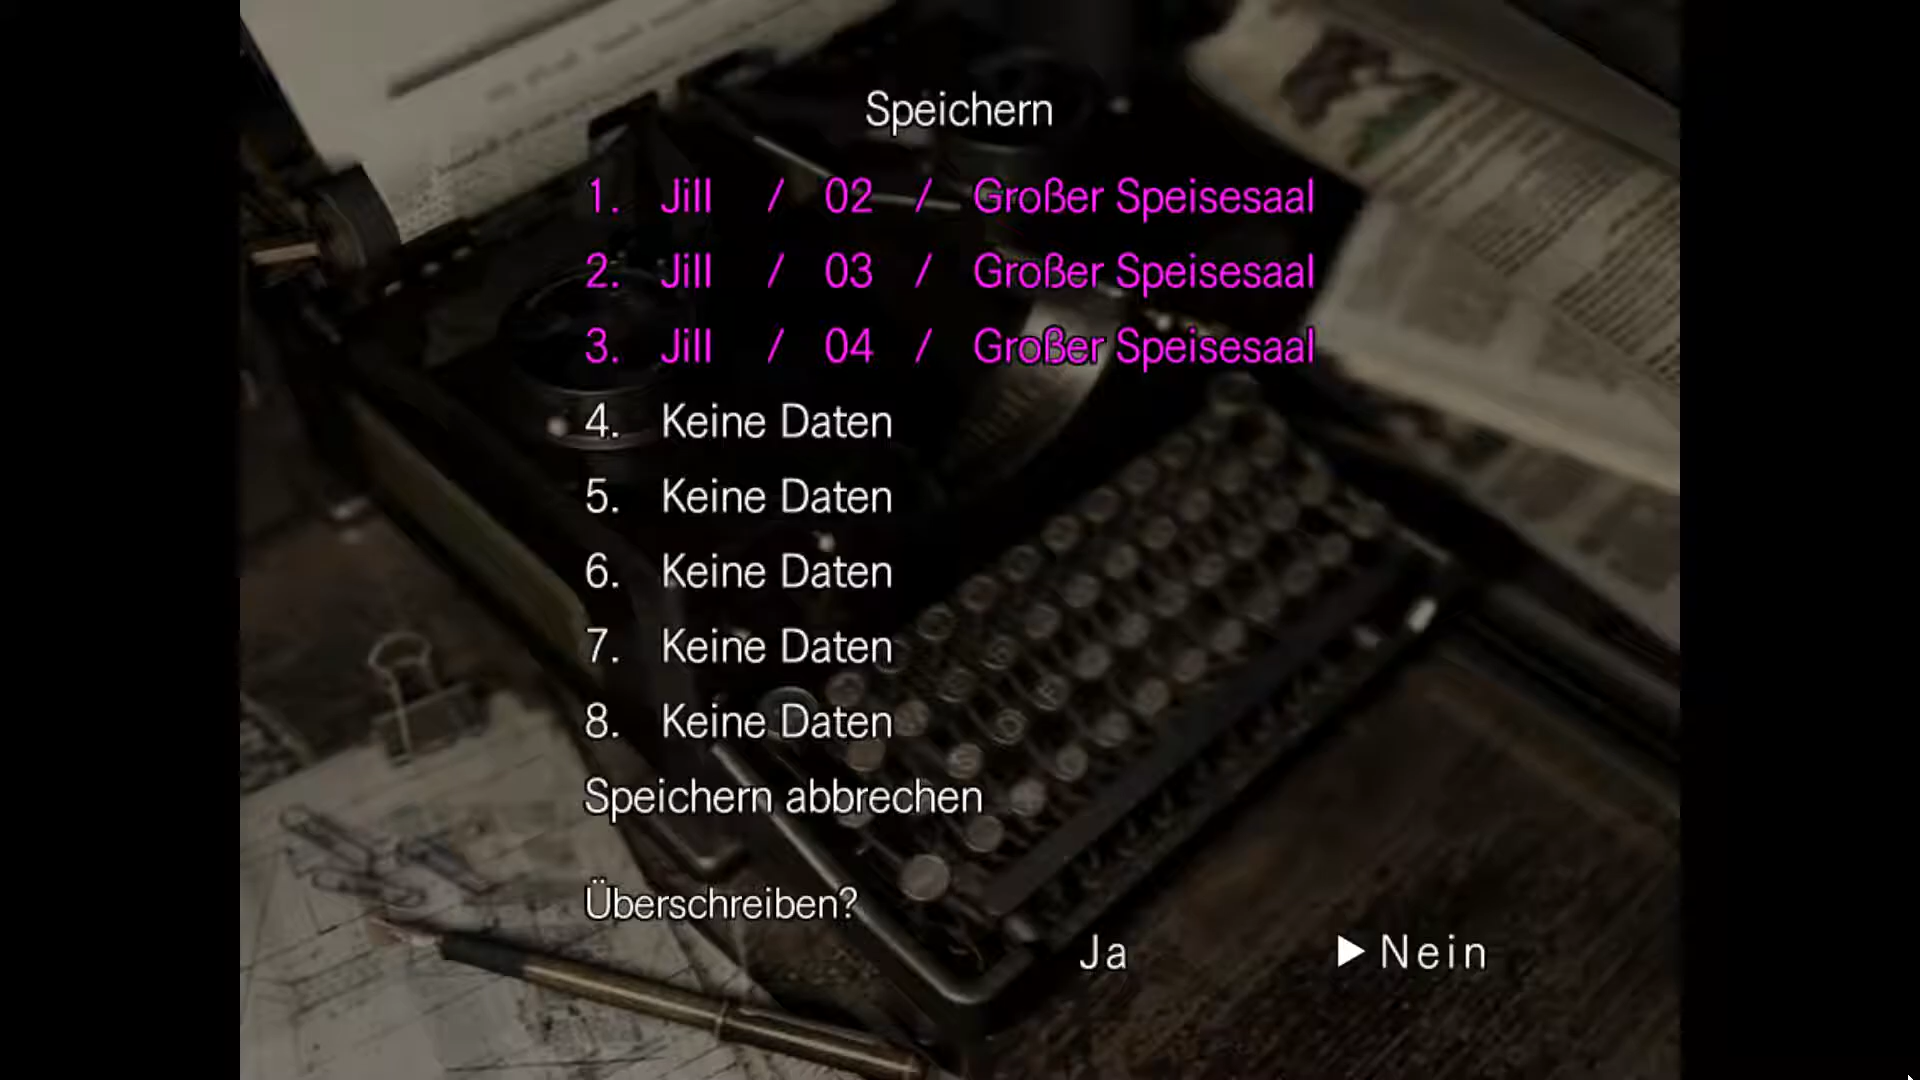 Speichern
1. Jill / 02 / Großer Speisesaal
2. Jill / 03 / Großer Speisesaal
3. Jill / 04 / Großer Speisesaal
4. Keine Daten
5. Keine Daten
6. Keine Daten
7. Keine Daten
8. Keine Daten
Speichern abbrechen
Überschreiben?
Ja ▶ Nein